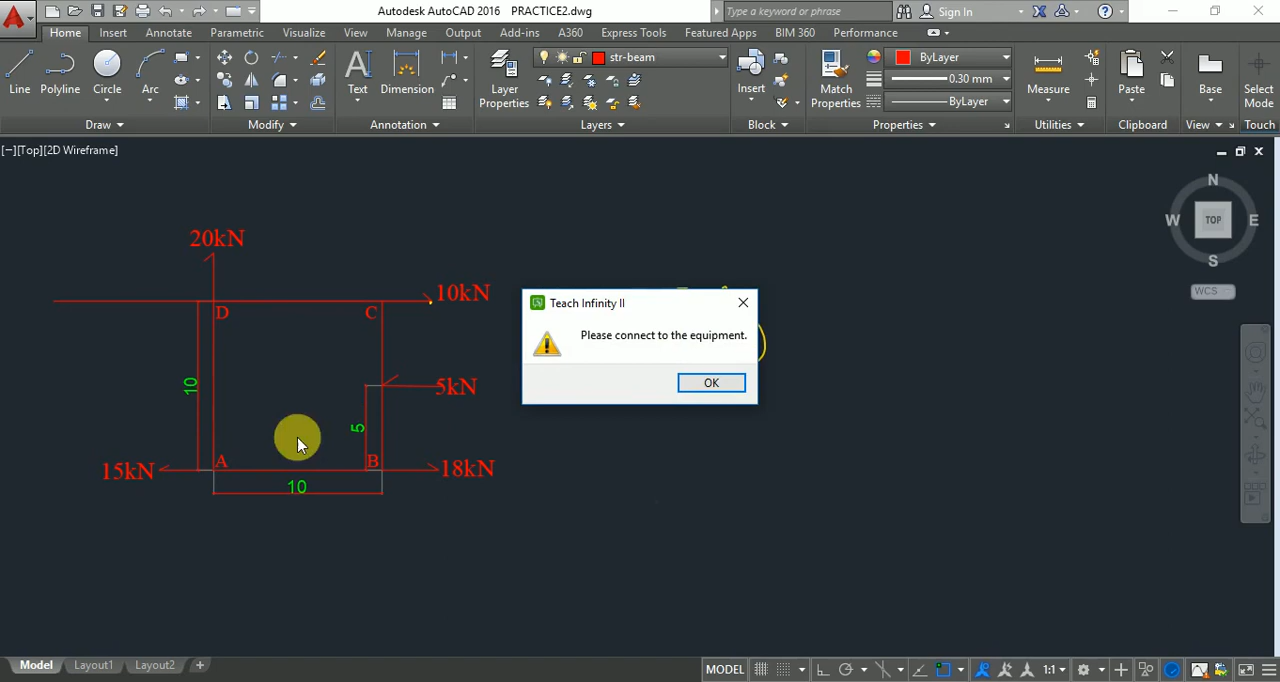 Autodesk AutoCAD 2016 PRACTICE2.dwg
Type a keyword or phrase
Sign In
Home Insert Annotate Parametric Visualize View Manage Output Add-ins A360 Express Tools Featured Apps BIM 360 Performance
Line Polyline Circle Arc
Text Dimension
Layer Properties
str-beam
Insert
Match Properties
ByLayer
0.30 mm
ByLayer
Measure
Paste
Base
Select Mode
Draw Modify Annotation Layers Block Properties Utilities Clipboard View Touch
[−][Top][2D Wireframe]
N
W TOP E
S
WCS
20kN
10kN
D C
Teach Infinity II
Please connect to the equipment.
OK
10
5kN
5
15kN A B 18kN
10
Model Layout1 Layout2 +
MODEL
1:1